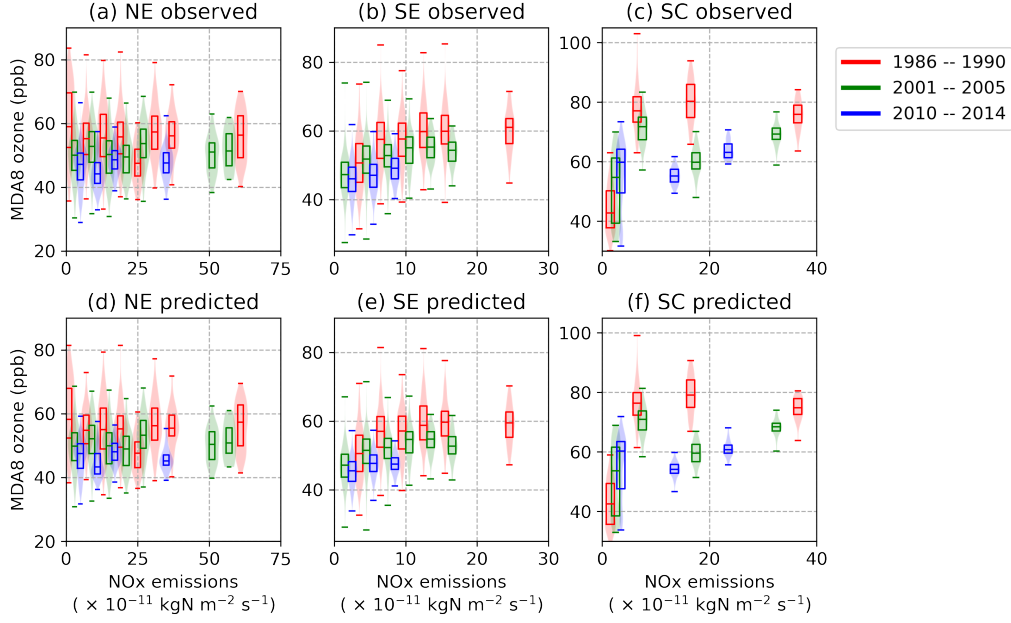 (a) NE observed
(b) SE observed
(c) SC observed
MDA8 ozone (ppb)
80
60
40
20
0
25
50
75
80
60
40
0
10
20
30
100
80
60
40
0
20
40
1986 -- 1990
2001 -- 2005
2010 -- 2014
(d) NE predicted
(e) SE predicted
(f) SC predicted
MDA8 ozone (ppb)
80
60
40
20
0
25
50
75
NOx emissions
( × 10⁻¹¹ kgN m⁻² s⁻¹)
80
60
40
0
10
20
30
NOx emissions
( × 10⁻¹¹ kgN m⁻² s⁻¹)
100
80
60
40
0
20
40
NOx emissions
( × 10⁻¹¹ kgN m⁻² s⁻¹)